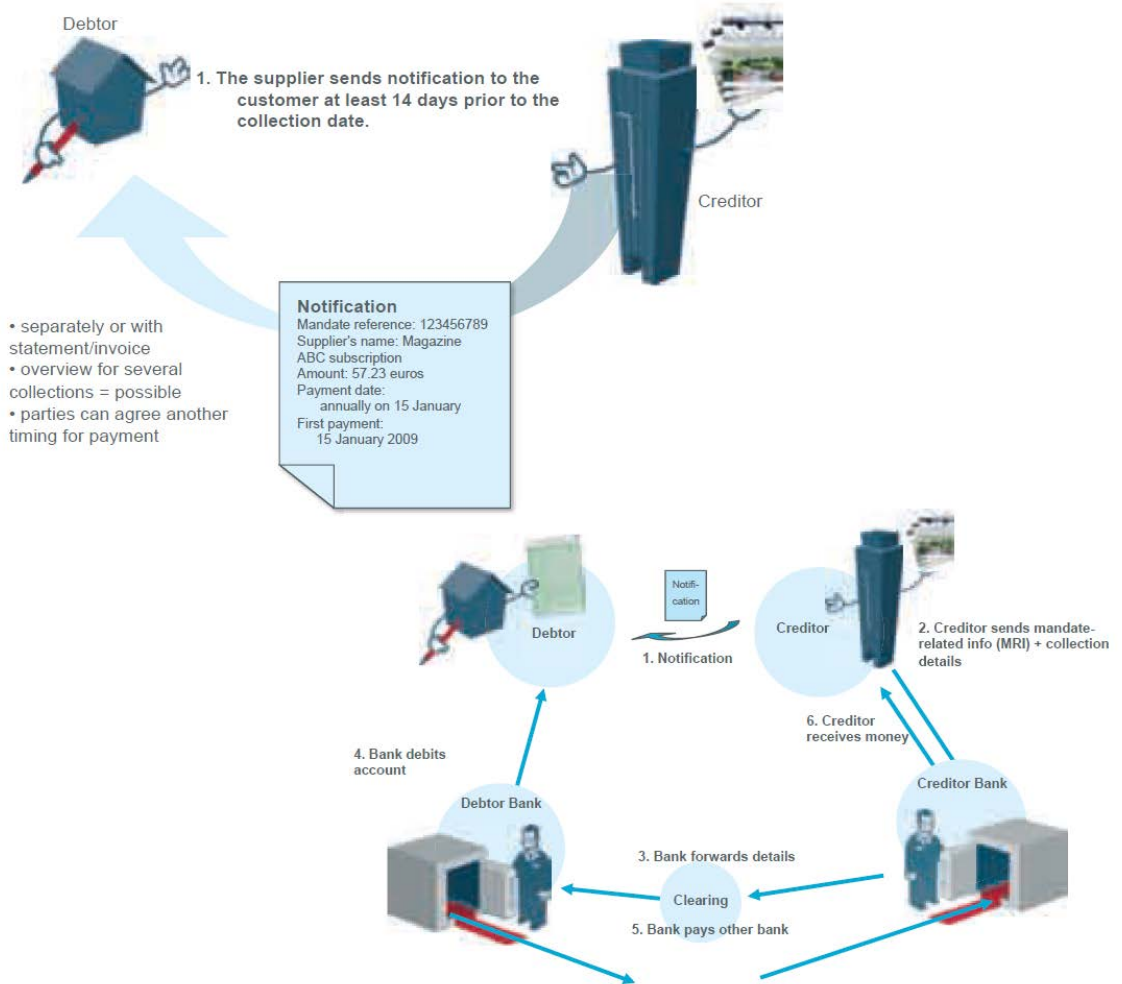 Debtor
1. The supplier sends notification to the
customer at least 14 days prior to the
collection date.
Creditor
Notification
Mandate reference: 123456789
Supplier's name: Magazine
ABC subscription
Amount: 57.23 euros
Payment date:
annually on 15 January
First payment:
15 January 2009
• separately or with
statement/invoice
• overview for several
collections = possible
• parties can agree another
timing for payment
Notifi-
cation
Debtor
Creditor
1. Notification
2. Creditor sends mandate-
related info (MRI) + collection
details
6. Creditor
receives money
4. Bank debits
account
Debtor Bank
Creditor Bank
3. Bank forwards details
Clearing
5. Bank pays other bank